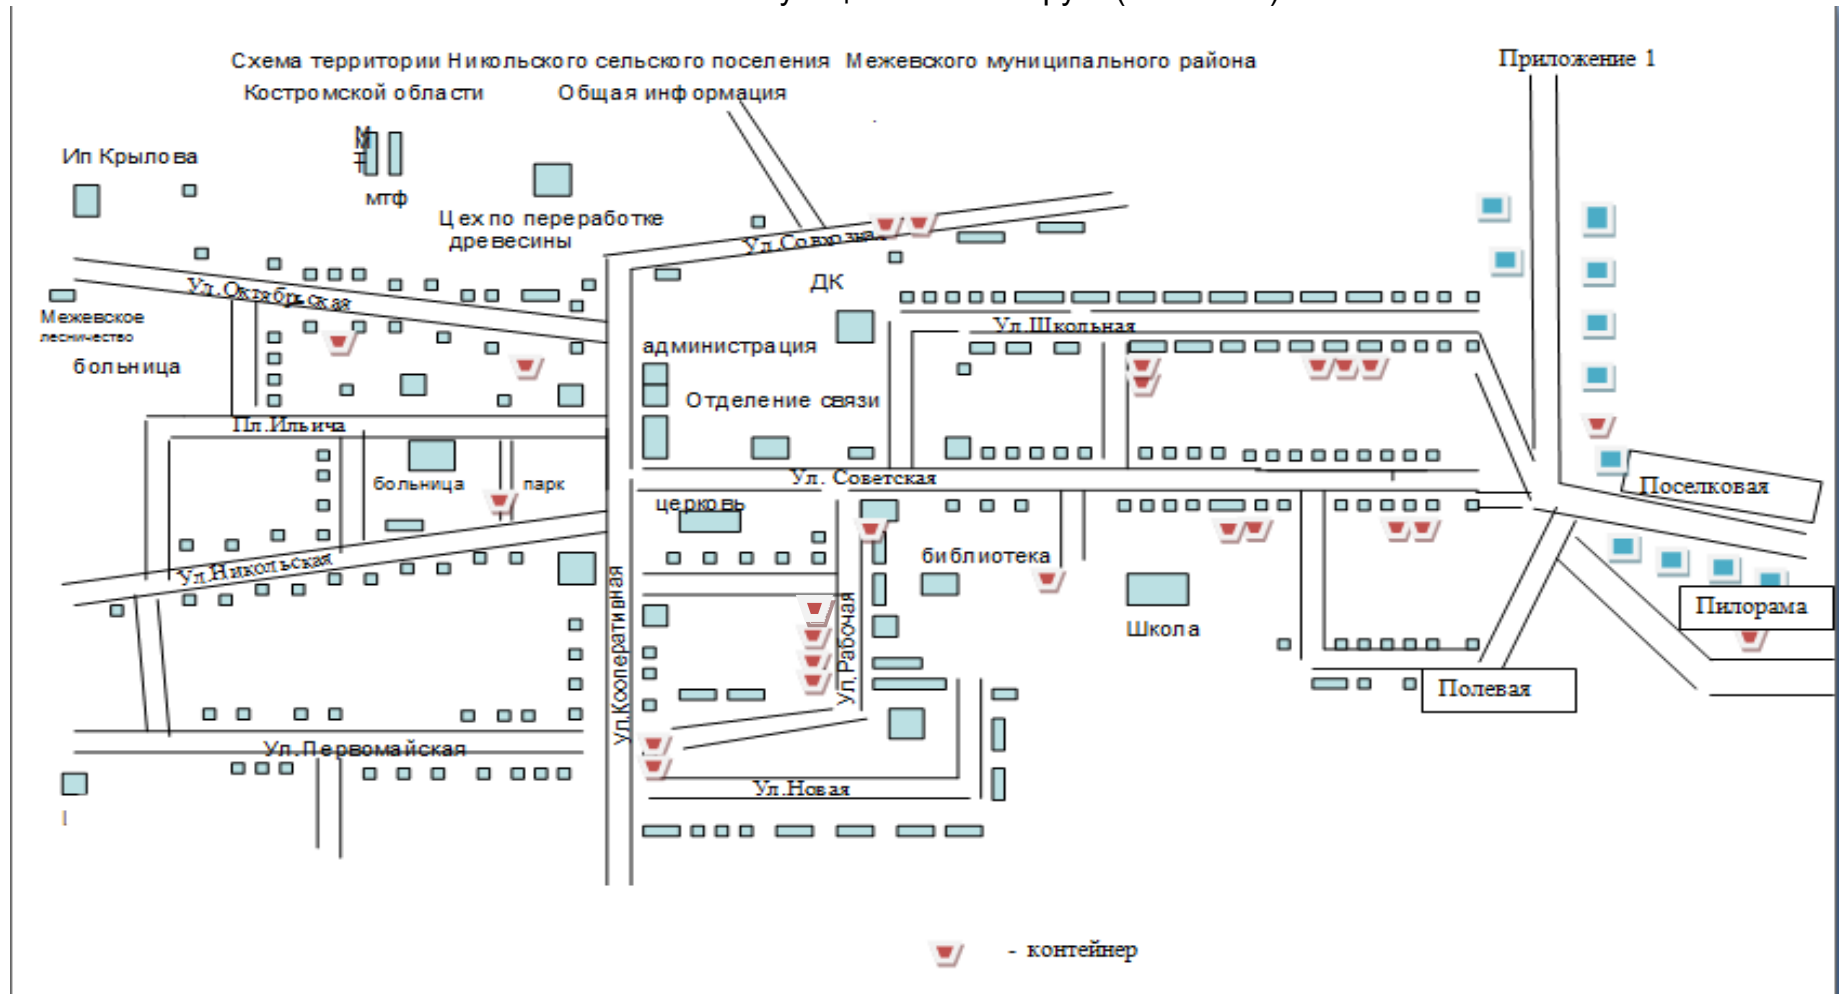 Схема территории Никольского сельского поселения Межевского муниципального района
Приложение 1
Костромской области Общая информация
Ип Крылова
мтф
Цех по переработке
древесины
Ул.Совхозная
ДК
Ул.Октябрьская
Межевское
лесничество
больница
Ул.Школьная
администрация
Отделение связи
Пл.Ильича
больница
парк
Ул. Советская
Поселковая
церковь
библиотека
Ул.Никольская
Ул.Кооперативная
Ул.Рабочая
Школа
Пилорама
Полевая
Ул.Первомайская
Ул.Новая
- контейнер